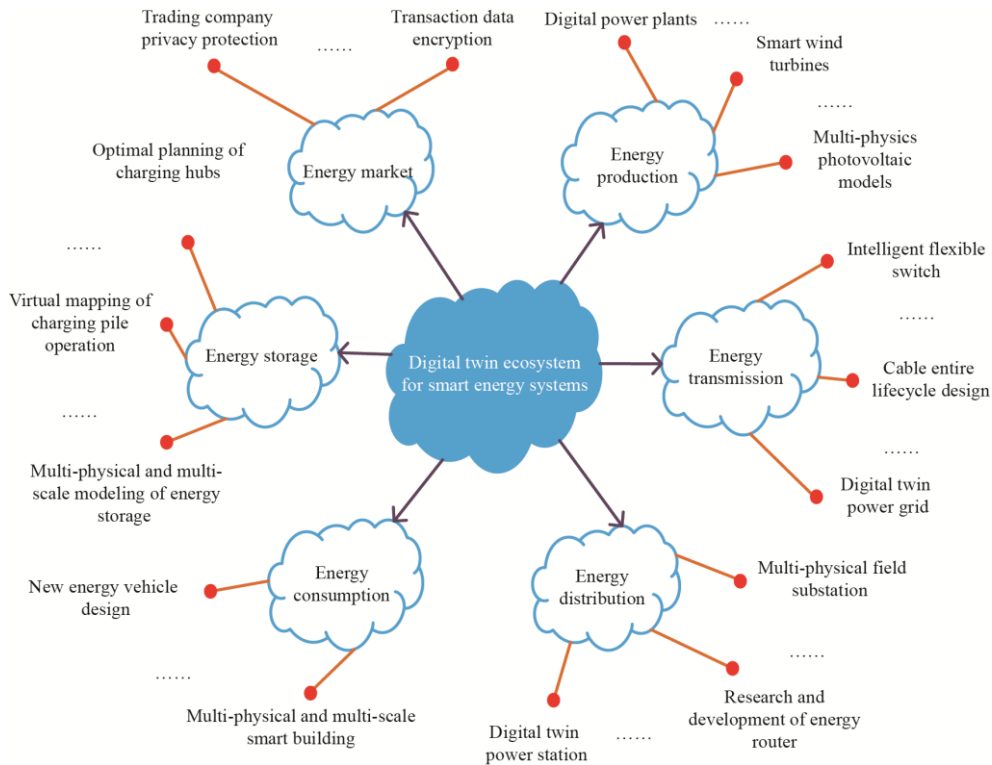 Trading company
privacy protection
……
Transaction data
encryption
Digital power plants
……
Smart wind
turbines
……
Multi-physics
photovoltaic
models
Energy market
Energy
production
Optimal planning of
charging hubs
……
Virtual mapping of
charging pile
operation
……
Multi-physical and multi-
scale modeling of energy
storage
Energy storage
Digital twin ecosystem
for smart energy systems
Energy
transmission
Intelligent flexible
switch
……
Cable entire
lifecycle design
……
Digital twin
power grid
New energy vehicle
design
Energy
consumption
……
Multi-physical and multi-scale
smart building
Energy
distribution
Multi-physical field
substation
……
Research and
development of energy
router
Digital twin
power station
……